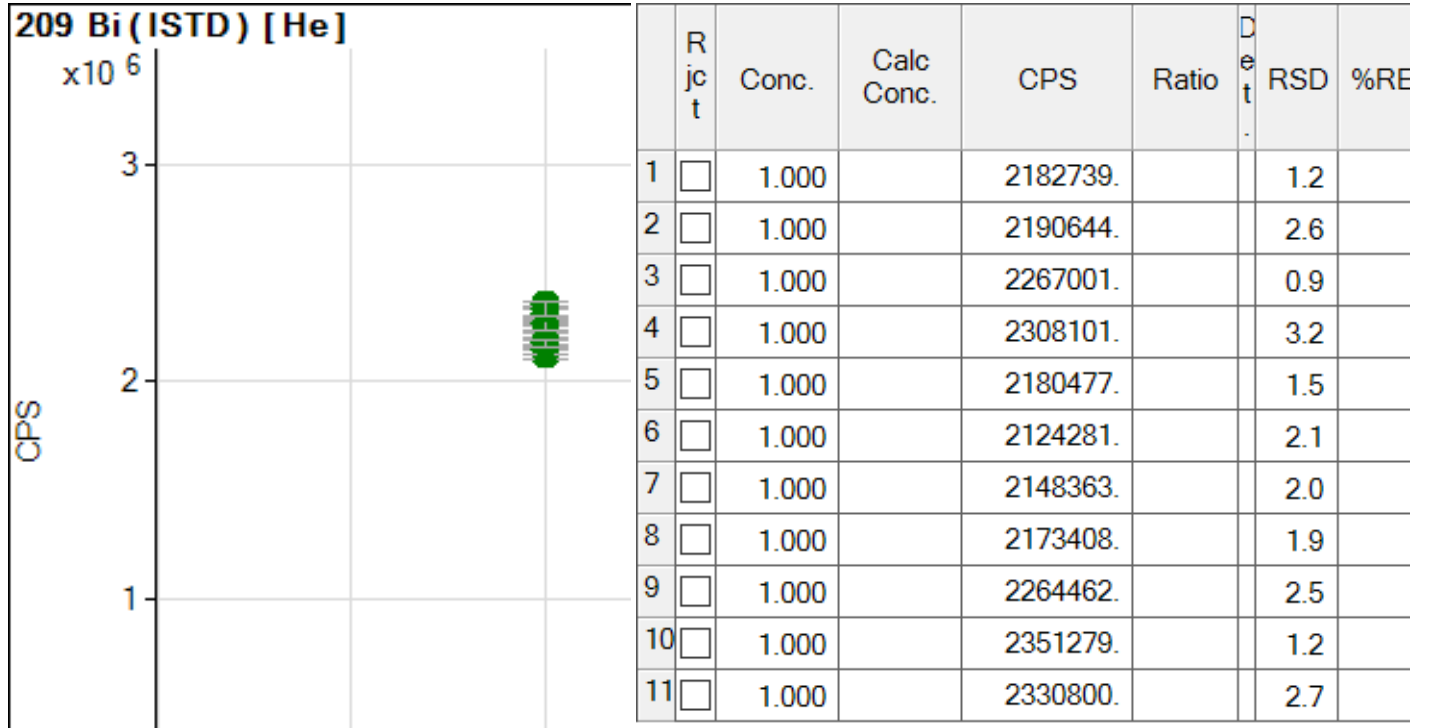 209 Bi ( ISTD ) [ He ]
x10 6
3
2
1
CPS
R jc t Conc. Calc Conc. CPS Ratio D e t . RSD %RE
1 1.000 2182739. 1.2
2 1.000 2190644. 2.6
3 1.000 2267001. 0.9
4 1.000 2308101. 3.2
5 1.000 2180477. 1.5
6 1.000 2124281. 2.1
7 1.000 2148363. 2.0
8 1.000 2173408. 1.9
9 1.000 2264462. 2.5
10 1.000 2351279. 1.2
11 1.000 2330800. 2.7